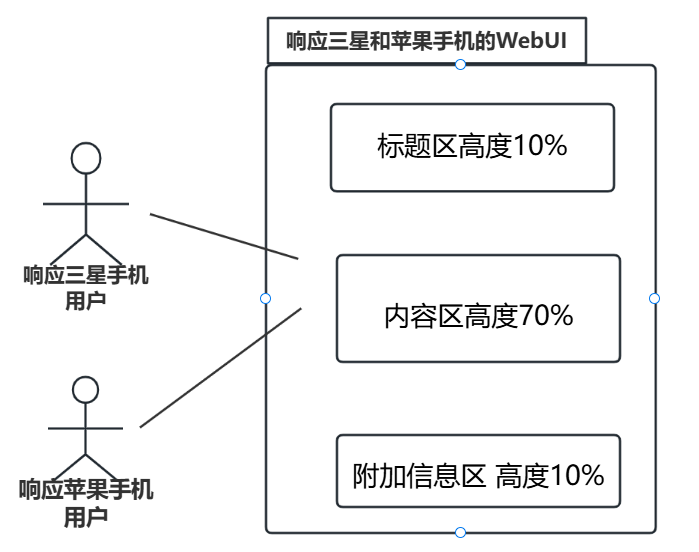 响应三星和苹果手机的WebUI
标题区高度10%
响应三星手机
用户
内容区高度70%
附加信息区 高度10%
响应苹果手机
用户